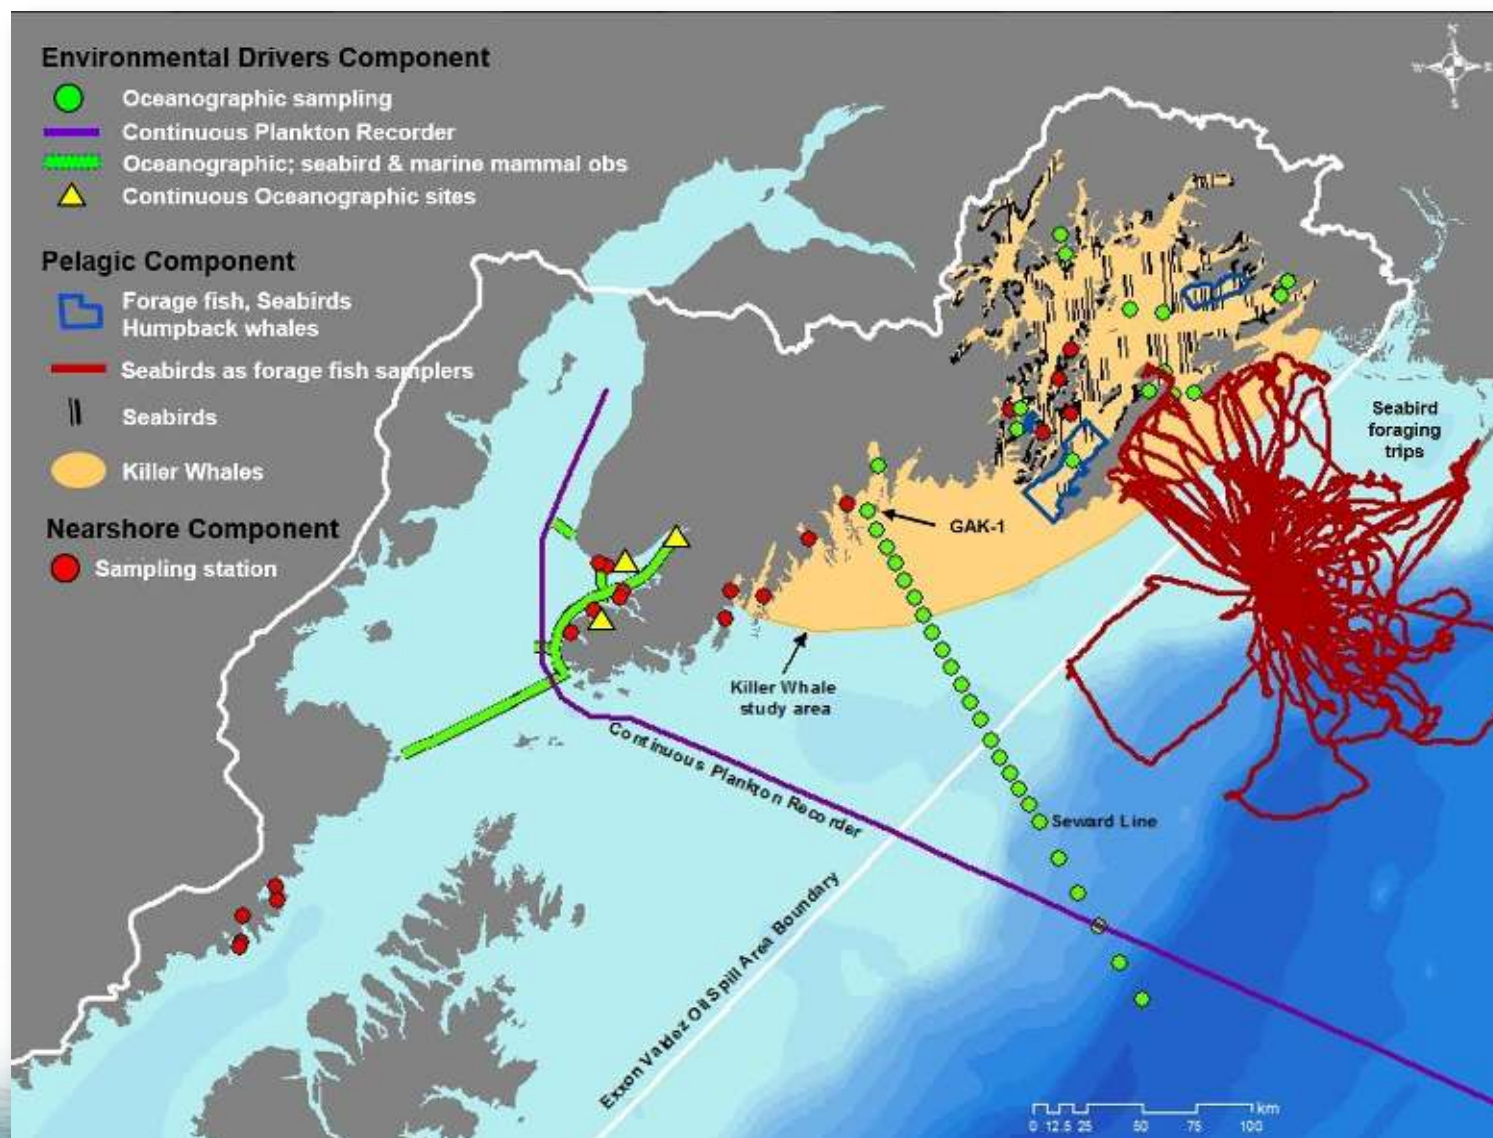 Environmental Drivers Component
Oceanographic sampling
Continuous Plankton Recorder
Oceanographic; seabird & marine mammal obs
Continuous Oceanographic sites
Pelagic Component
Forage fish, Seabirds
Humpback whales
Seabirds as forage fish samplers
Seabirds
Killer Whales
Nearshore Component
Sampling station
N
W
E
S
Seabird
foraging
trips
GAK-1
Killer Whale
study area
Continuous Plankton Recorder
Seward Line
Exxon Valdez Oil Spill Area Boundary
km
0 12.5 25 50 75 100